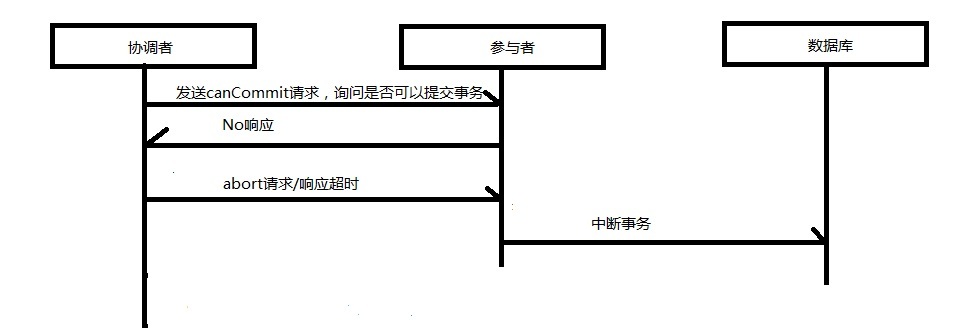 协调者
参与者
数据库
发送canCommit请求，询问是否可以提交事务
No响应
abort请求/响应超时
中断事务